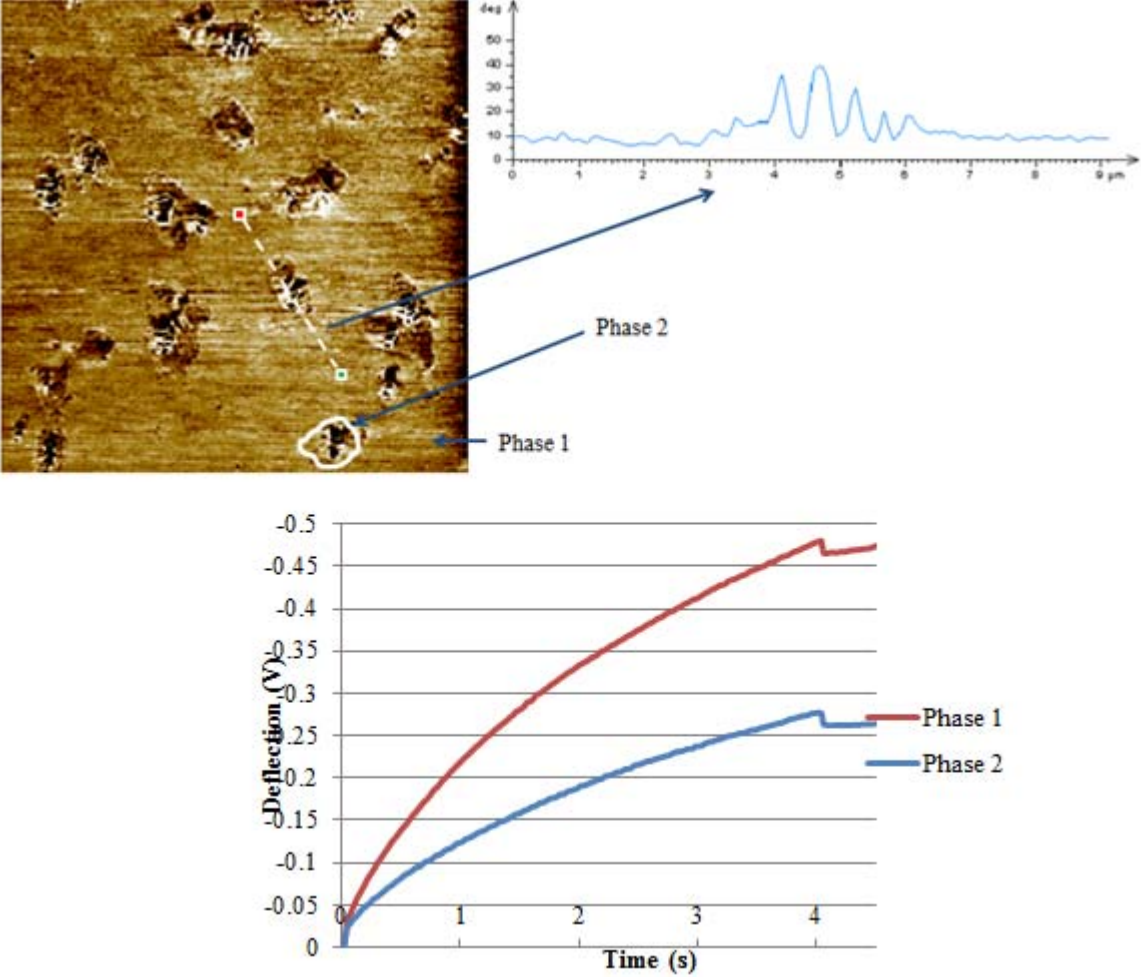 deg
50
40
30
20
10
0
0 1 2 3 4 5 6 7 8 9 µm
Phase 2
Phase 1
-0.5
-0.45
-0.4
-0.35
-0.3
-0.25
-0.2
-0.15
-0.1
-0.05
0
Deflection (V)
0 1 2 3 4
Time (s)
Phase 1
Phase 2